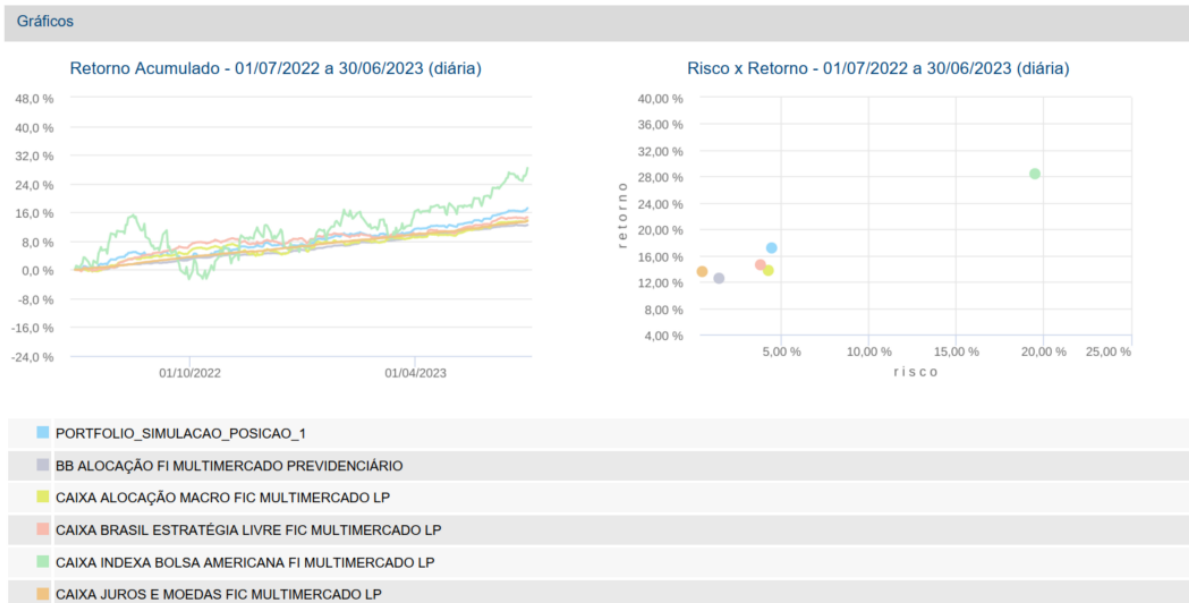 Gráficos
Retorno Acumulado - 01/07/2022 a 30/06/2023 (diária)
48,0 %
40,0 %
32,0 %
24,0 %
16,0 %
8,0 %
0,0 %
-8,0 %
-16,0 %
-24,0 %
01/10/2022
01/04/2023
Risco x Retorno - 01/07/2022 a 30/06/2023 (diária)
retorno
40,00 %
36,00 %
32,00 %
28,00 %
24,00 %
20,00 %
16,00 %
12,00 %
8,00 %
4,00 %
5,00 %
10,00 %
15,00 %
20,00 %
25,00 %
risco
PORTFOLIO_SIMULACAO_POSICAO_1
BB ALOCAÇÃO FI MULTIMERCADO PREVIDENCIÁRIO
CAIXA ALOCAÇÃO MACRO FIC MULTIMERCADO LP
CAIXA BRASIL ESTRATÉGIA LIVRE FIC MULTIMERCADO LP
CAIXA INDEXA BOLSA AMERICANA FI MULTIMERCADO LP
CAIXA JUROS E MOEDAS FIC MULTIMERCADO LP